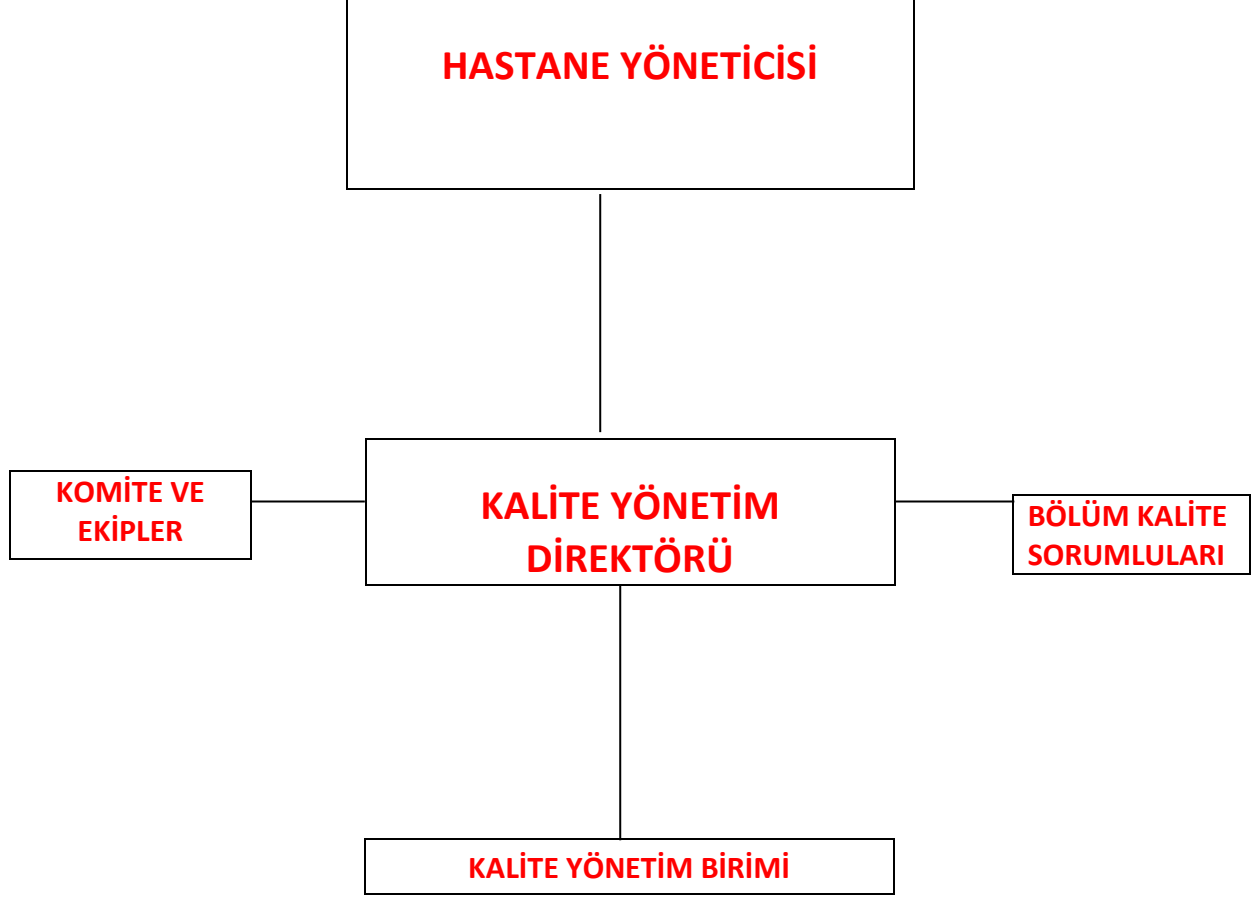 HASTANE YÖNETİCİSİ
KOMİTE VE
EKİPLER
KALİTE YÖNETİM
DİREKTÖRÜ
BÖLÜM KALİTE
SORUMLULARI
KALİTE YÖNETİM BİRİMİ